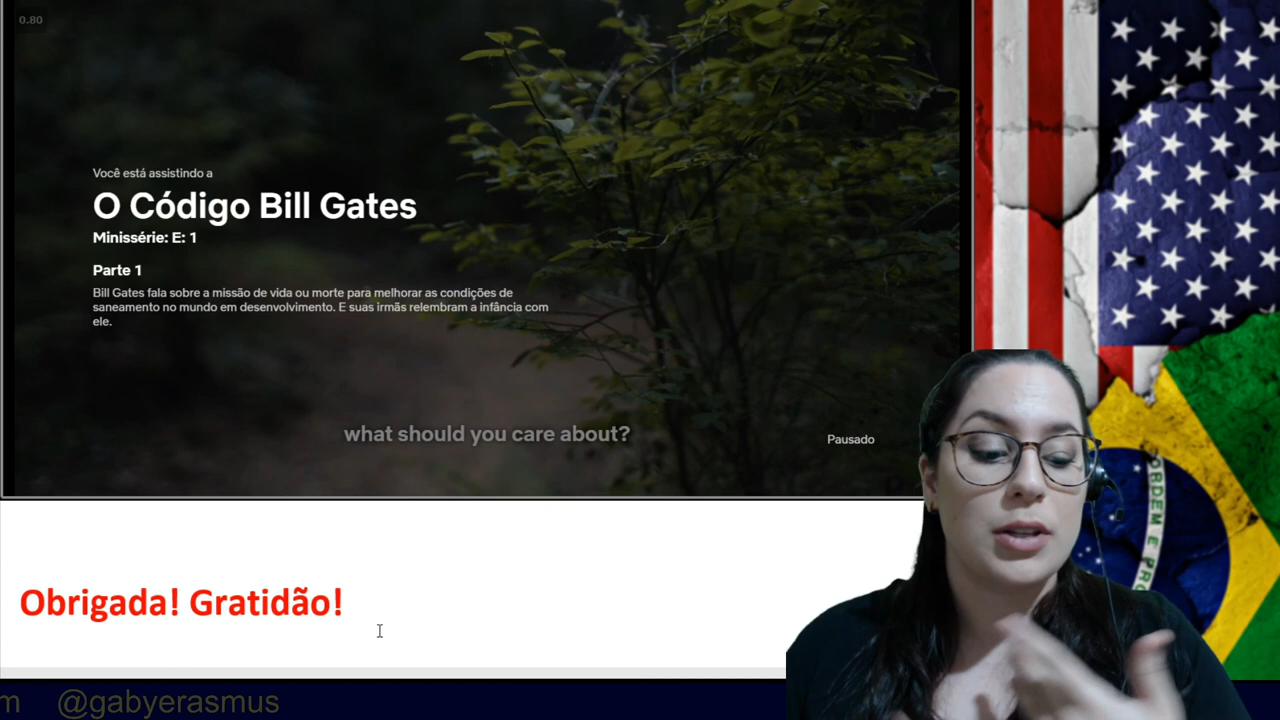 0.80
Você está assistindo a
O Código Bill Gates
Minissérie: E: 1
Parte 1
Bill Gates fala sobre a missão de vida ou morte para melhorar as condições de
saneamento no mundo em desenvolvimento. E suas irmãs relembram a infância com
ele.
what should you care about?
Pausado
ORDEM E PRO
Obrigada! Gratidão!
m @gabyerasmus